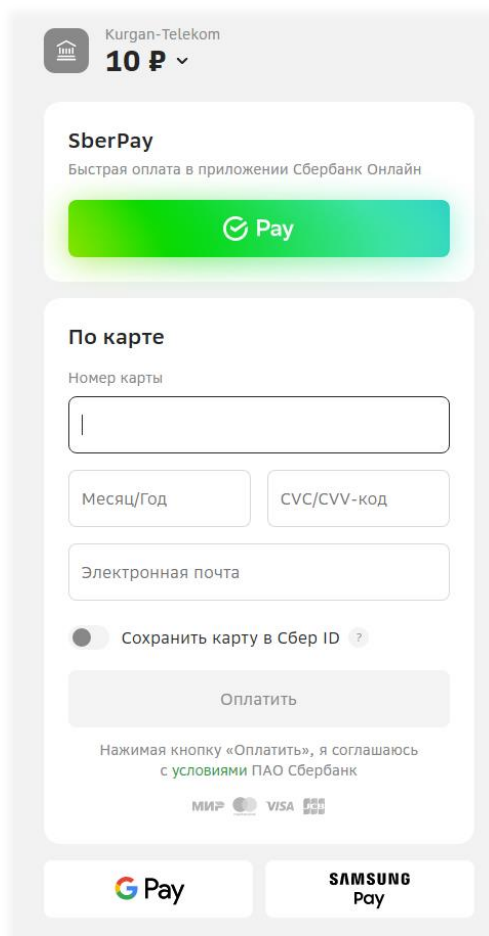 Kurgan-Telekom
10 ₽
SberPay
Быстрая оплата в приложении Сбербанк Онлайн
Pay
По карте
Номер карты
Месяц/Год
CVC/CVV-код
Электронная почта
Сохранить карту в Сбер ID ?
Оплатить
Нажимая кнопку «Оплатить», я соглашаюсь
с условиями ПАО Сбербанк
МИР VISA JCB
G Pay
SAMSUNG
Pay